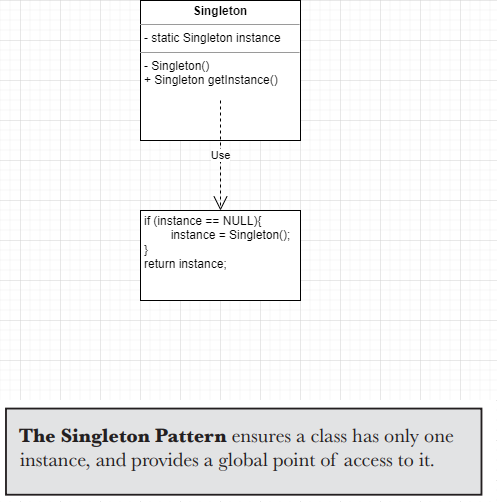 Singleton
- static Singleton instance
- Singleton()
+ Singleton getInstance()
Use
if (instance == NULL){
instance = Singleton();
}
return instance;
The Singleton Pattern ensures a class has only one
instance, and provides a global point of access to it.